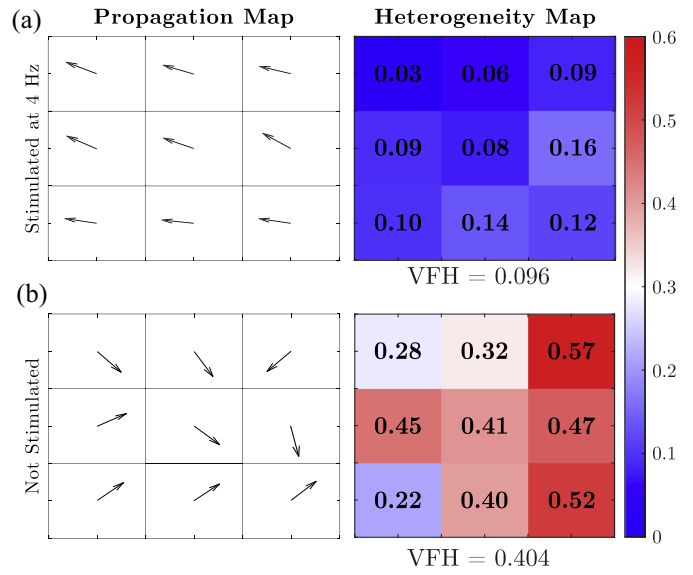 (a) Propagation Map Heterogeneity Map
Stimulated at 4 Hz
0.03 0.06 0.09
0.09 0.08 0.16
0.10 0.14 0.12
VFH = 0.096
(b)
Not Stimulated
0.28 0.32 0.57
0.45 0.41 0.47
0.22 0.40 0.52
VFH = 0.404
0.6
0.5
0.4
0.3
0.2
0.1
0